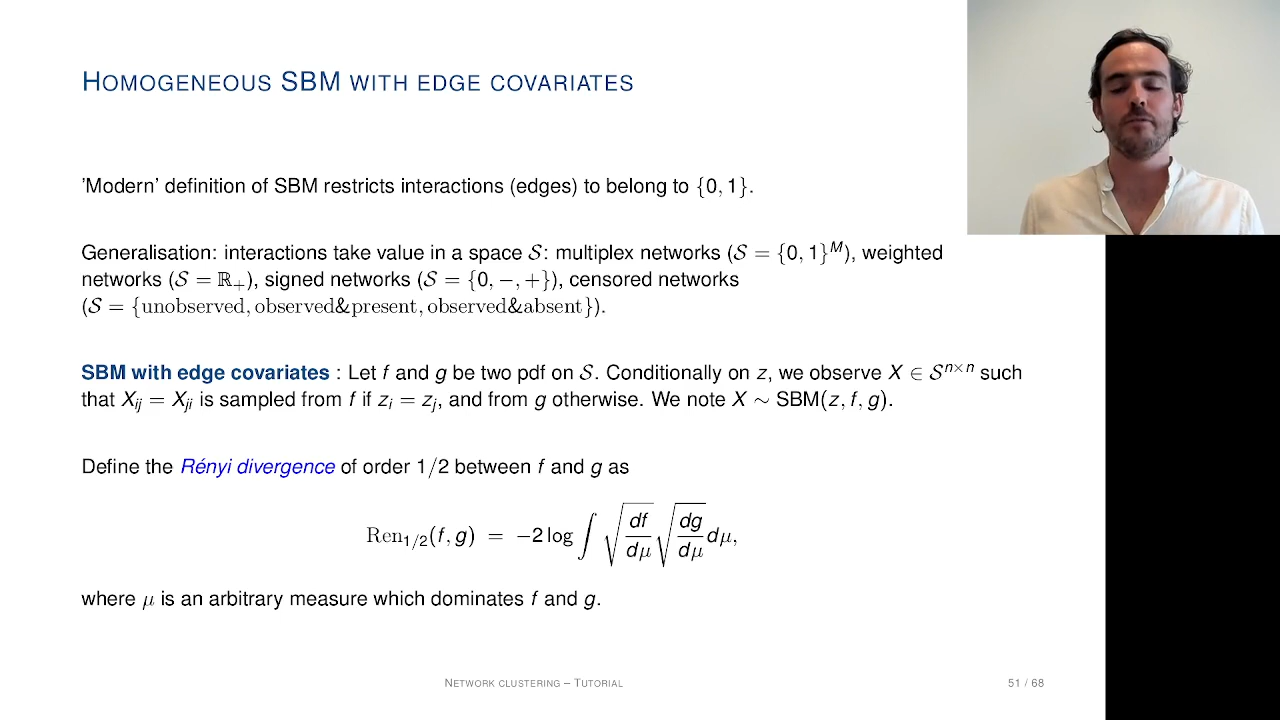 Homogeneous SBM with edge covariates
'Modern' definition of SBM restricts interactions (edges) to belong to {0, 1}.
Generalisation: interactions take value in a space 𝒮: multiplex networks (𝒮 = {0, 1}^M), weighted
networks (𝒮 = ℝ₊), signed networks (𝒮 = {0, −, +}), censored networks
(𝒮 = {unobserved, observed&present, observed&absent}).
SBM with edge covariates : Let f and g be two pdf on 𝒮. Conditionally on z, we observe X ∈ 𝒮^{n×n} such
that X_{ij} = X_{ji} is sampled from f if z_i = z_j, and from g otherwise. We note X ∼ SBM(z, f, g).
Define the Rényi divergence of order 1/2 between f and g as
Ren_{1/2}(f, g) = −2 log ∫ √(df/dμ) √(dg/dμ) dμ,
where μ is an arbitrary measure which dominates f and g.
Network clustering – Tutorial
51 / 68